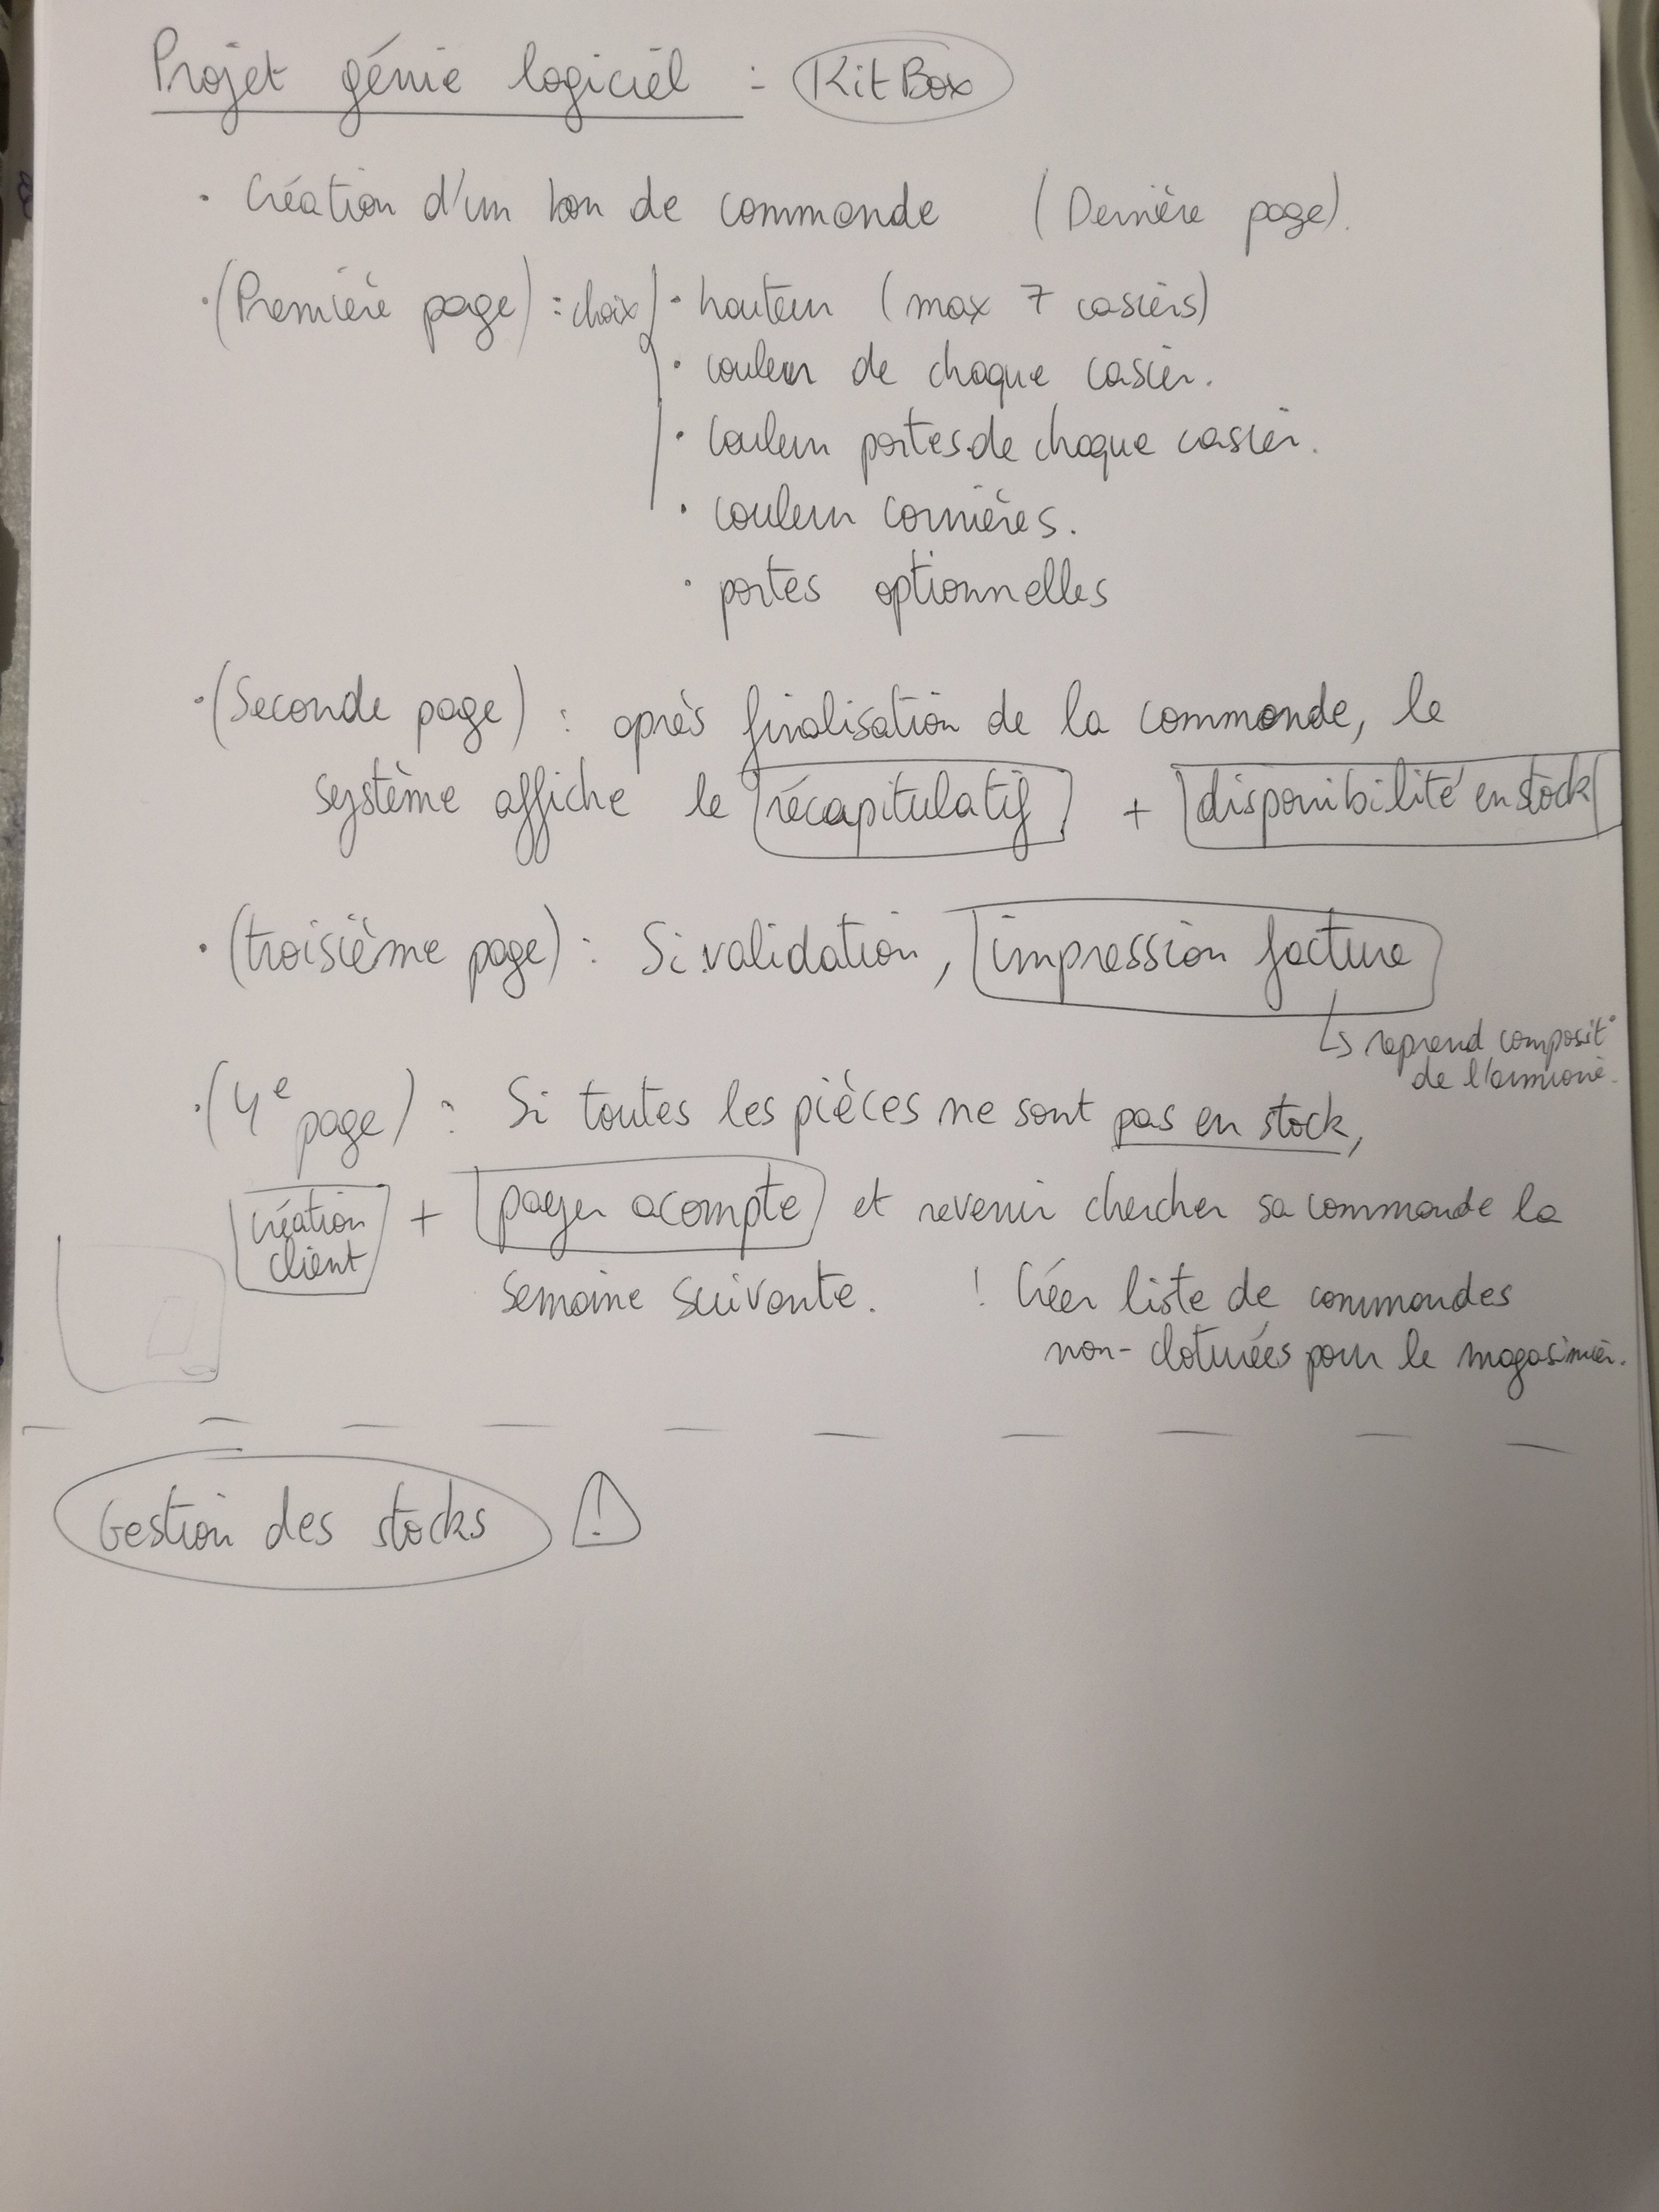 Projet génie logiciel : KitBox
· Création d'un bon de commande (Dernière page).
· (Première page) : choix · hauteur (max 7 casiers)
· couleur de chaque casier.
· couleur portes de chaque casier.
· couleur cornières.
· portes optionnelles
· (Seconde page) : après finalisation de la commande, le
système affiche le récapitulatif + disponibilité en stock
· (troisième page) : Si validation, impression facture
↳ reprend composit°
de l'armoire.
· (4e page) : Si toutes les pièces ne sont pas en stock,
création client + payer acompte et revenir chercher sa commande la
semaine suivante. ! Créer liste de commandes
non-cloturées pour le magasinier.
Gestion des stocks ⚠